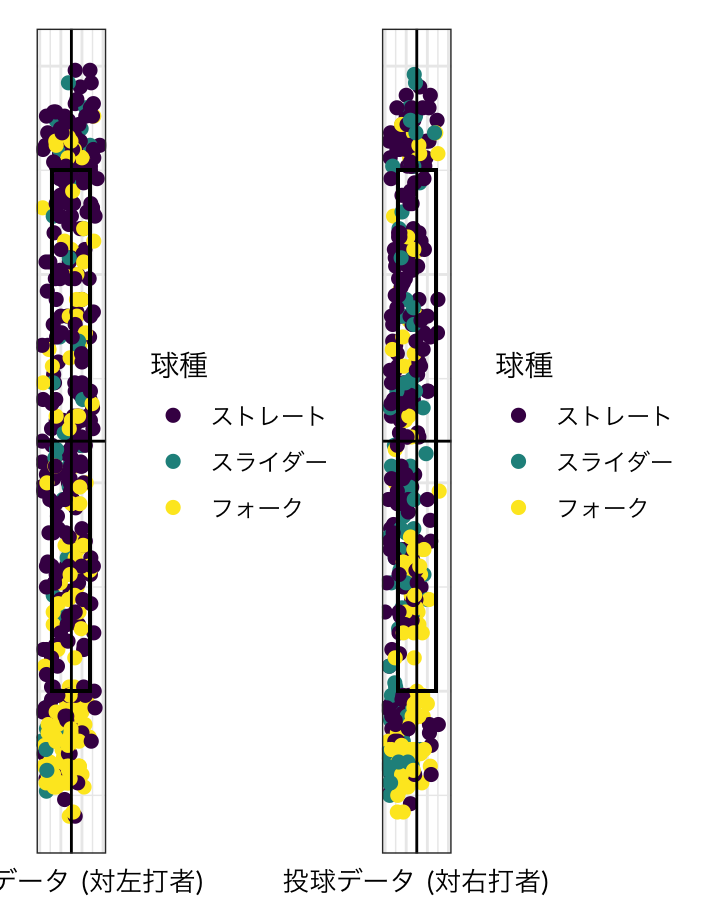 球種
ストレート
スライダー
フォーク
球種
ストレート
スライダー
フォーク
データ (対左打者)
投球データ (対右打者)